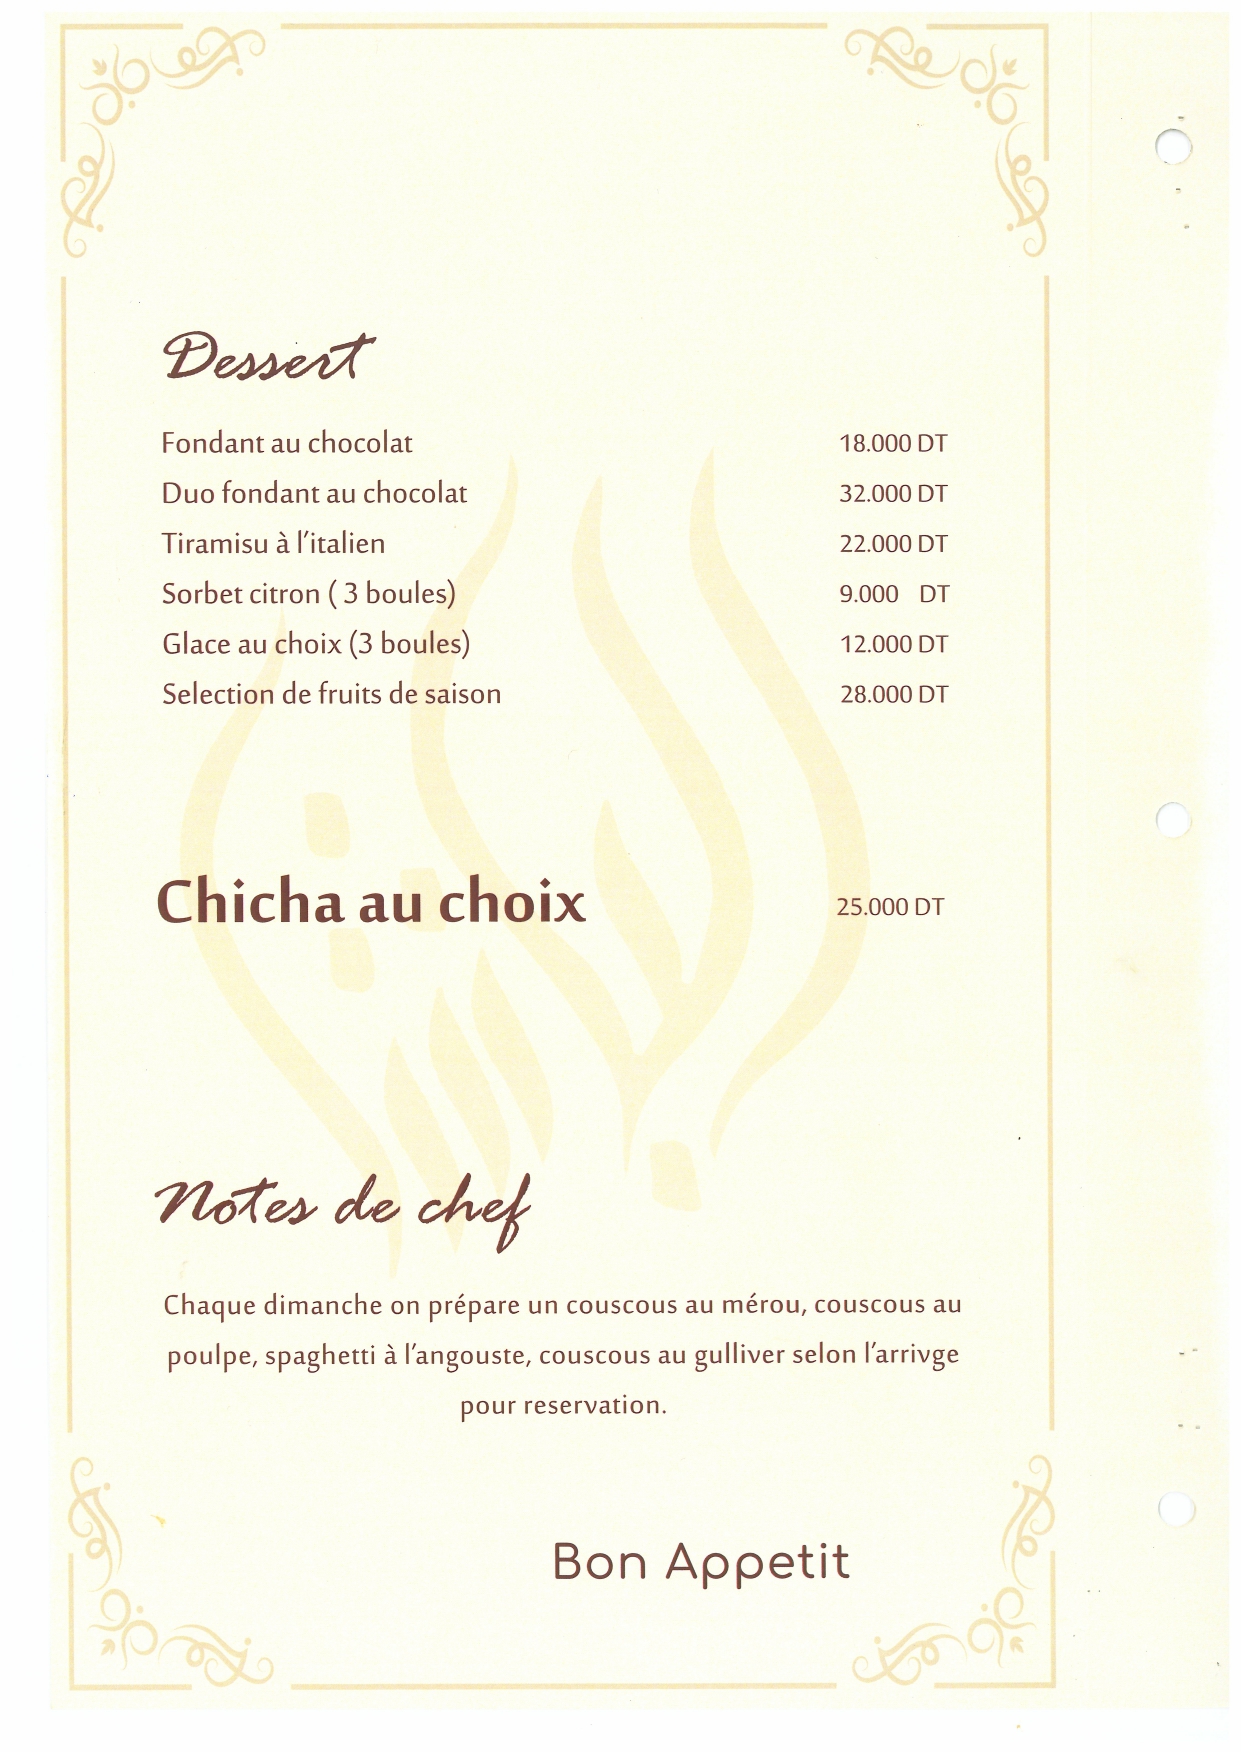 Dessert
Fondant au chocolat 18.000 DT
Duo fondant au chocolat 32.000 DT
Tiramisu à l'italien 22.000 DT
Sorbet citron ( 3 boules) 9.000 DT
Glace au choix (3 boules) 12.000 DT
Selection de fruits de saison 28.000 DT
Chicha au choix 25.000 DT
Notes de chef
Chaque dimanche on prépare un couscous au mérou, couscous au
poulpe, spaghetti à l'angouste, couscous au gulliver selon l'arrivge
pour reservation.
Bon Appetit